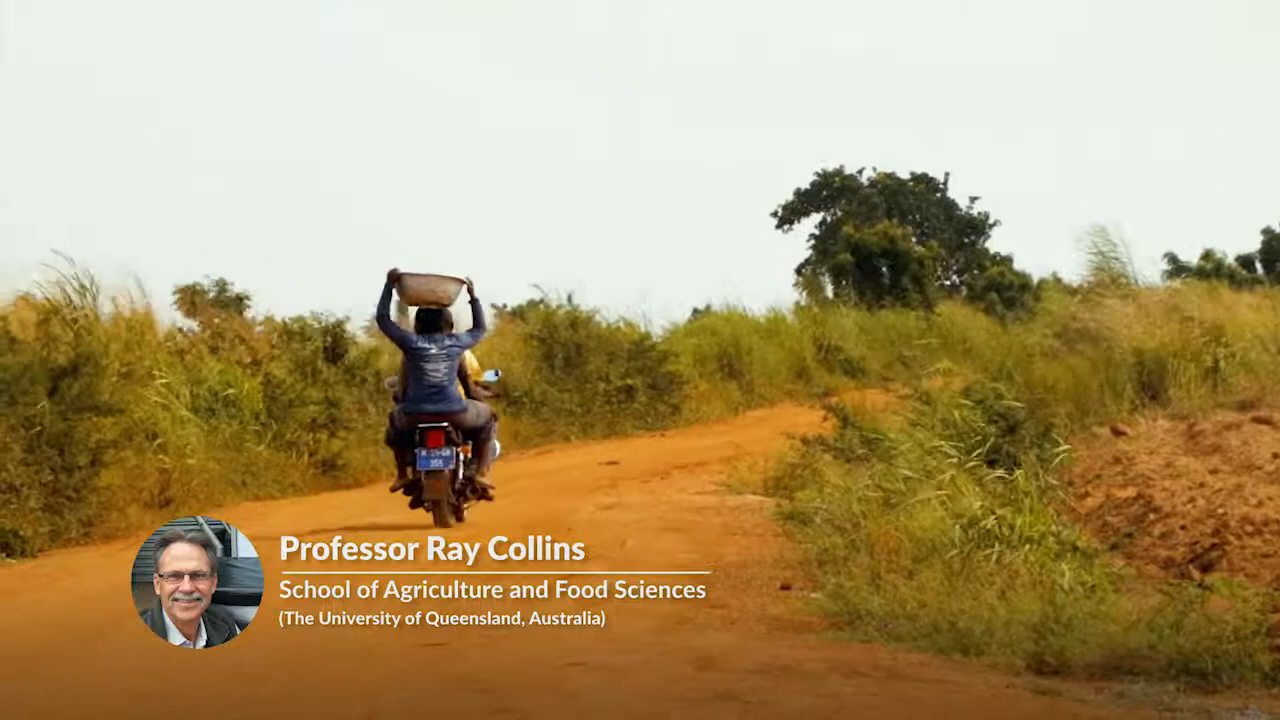 Professor Ray Collins
School of Agriculture and Food Sciences
(The University of Queensland, Australia)